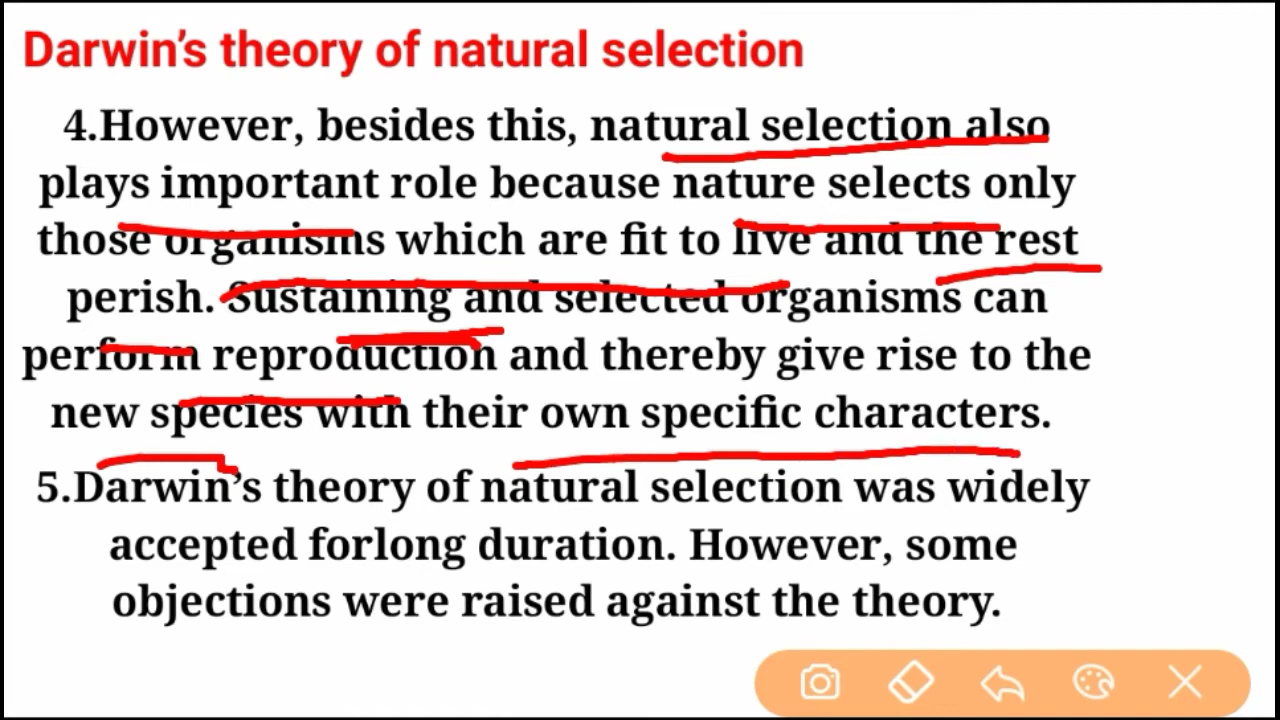 Darwin’s theory of natural selection
4.However, besides this, natural selection also
plays important role because nature selects only
those organisms which are fit to live and the rest
perish. Sustaining and selected organisms can
perform reproduction and thereby give rise to the
new species with their own specific characters.
5.Darwin’s theory of natural selection was widely
accepted forlong duration. However, some
objections were raised against the theory.